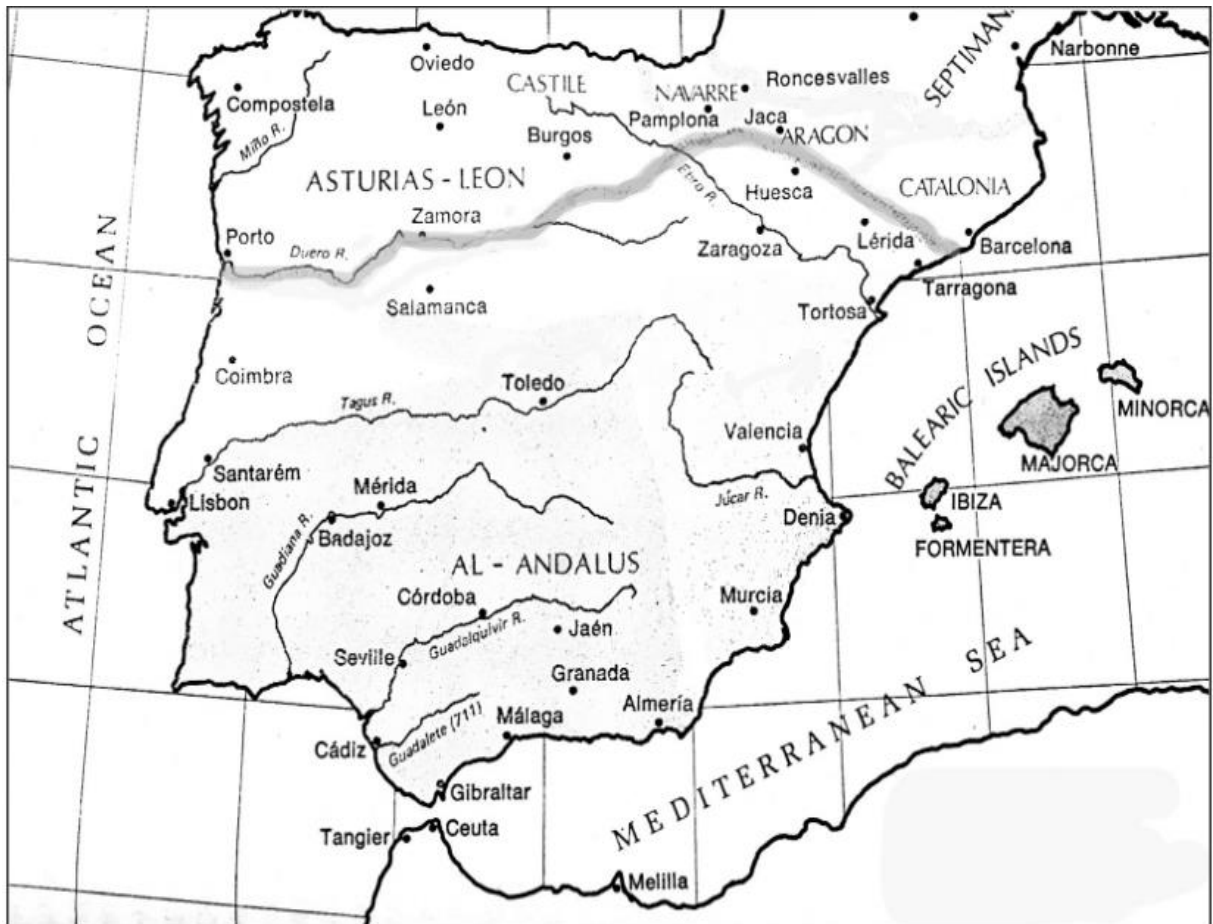 Narbonne
SEPTIMAN
Oviedo
CASTILE
Roncesvalles
NAVARRE
Compostela
León
Pamplona
Jaca
Burgos
ARAGON
Miño R.
ASTURIAS - LEON
Ebro R.
Huesca
CATALONIA
Zamora
Porto
Duero R.
Zaragoza
Lérida
Barcelona
Tarragona
Salamanca
Tortosa
ATLANTIC OCEAN
Coimbra
Toledo
Tagus R.
BALEARIC ISLANDS
MINORCA
Valencia
MAJORCA
Santarém
Lisbon
Mérida
Júcar R.
IBIZA
Badajoz
Denia
FORMENTERA
Guadiana R.
AL - ANDALUS
Córdoba
Murcia
Guadalquivir R.
Jaén
Seville
Granada
MEDITERRANEAN SEA
Almería
Málaga
Guadalete (711)
Cádiz
Gibraltar
Tangier
Ceuta
Melilla